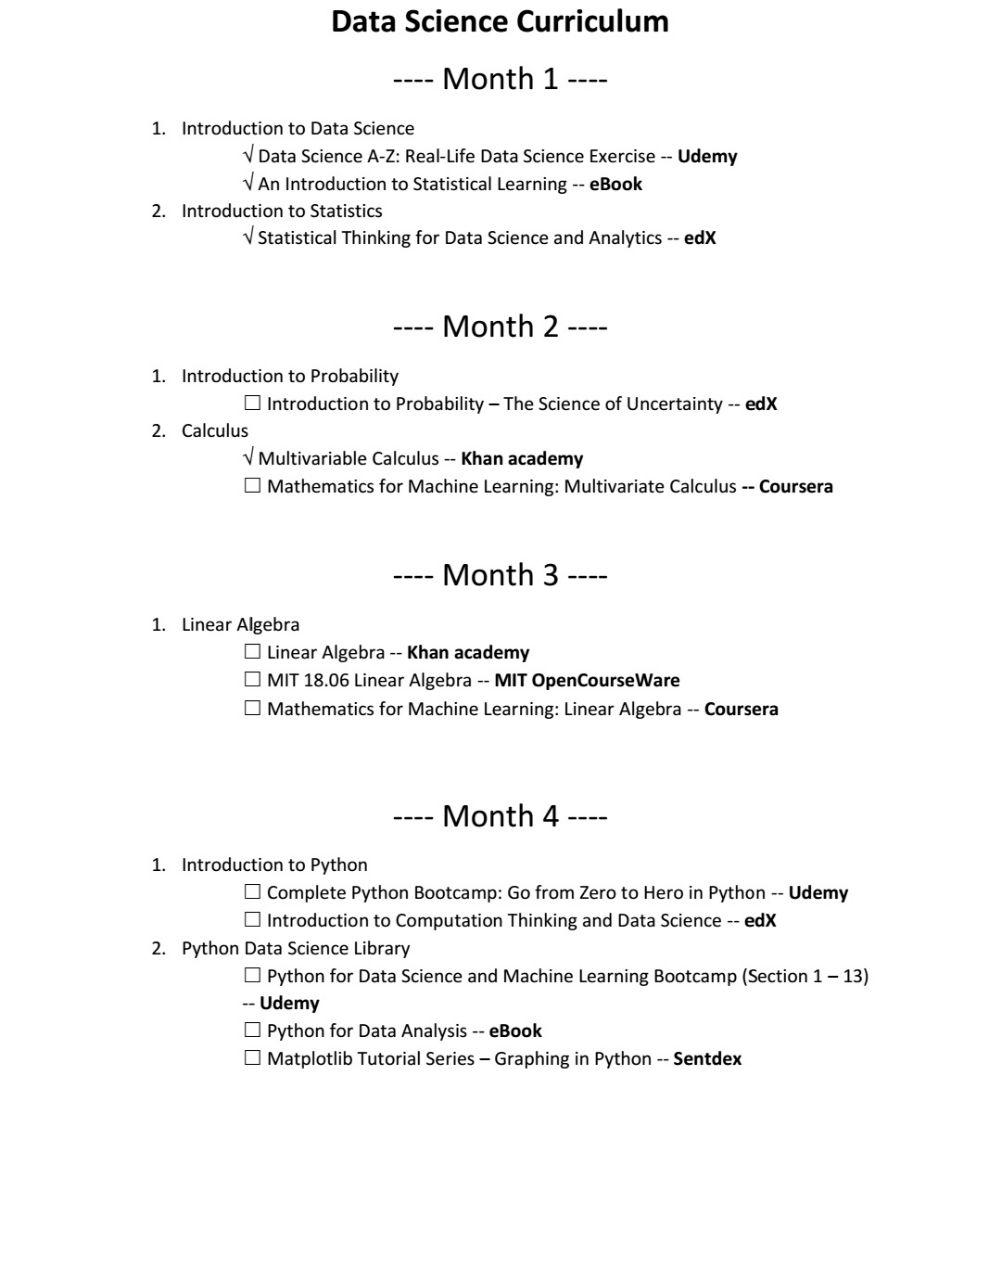 Data Science Curriculum
---- Month 1 ----
1. Introduction to Data Science
√ Data Science A-Z: Real-Life Data Science Exercise -- Udemy
√ An Introduction to Statistical Learning -- eBook
2. Introduction to Statistics
√ Statistical Thinking for Data Science and Analytics -- edX
---- Month 2 ----
1. Introduction to Probability
☐ Introduction to Probability – The Science of Uncertainty -- edX
2. Calculus
√ Multivariable Calculus -- Khan academy
☐ Mathematics for Machine Learning: Multivariate Calculus -- Coursera
---- Month 3 ----
1. Linear Algebra
☐ Linear Algebra -- Khan academy
☐ MIT 18.06 Linear Algebra -- MIT OpenCourseWare
☐ Mathematics for Machine Learning: Linear Algebra -- Coursera
---- Month 4 ----
1. Introduction to Python
☐ Complete Python Bootcamp: Go from Zero to Hero in Python -- Udemy
☐ Introduction to Computation Thinking and Data Science -- edX
2. Python Data Science Library
☐ Python for Data Science and Machine Learning Bootcamp (Section 1 – 13)
-- Udemy
☐ Python for Data Analysis -- eBook
☐ Matplotlib Tutorial Series – Graphing in Python -- Sentdex